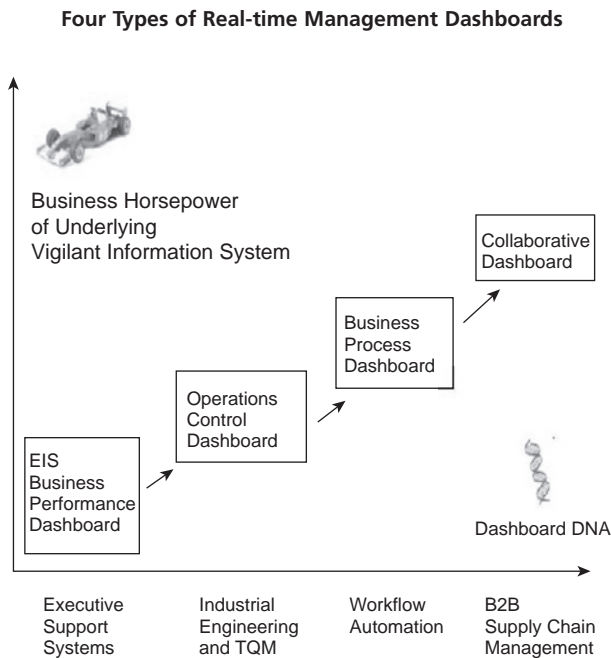 Four Types of Real-time Management Dashboards
Business Horsepower
of Underlying
Vigilant Information System
Collaborative
Dashboard
Business
Process
Dashboard
Operations
Control
Dashboard
EIS
Business
Performance
Dashboard
Dashboard DNA
Executive
Support
Systems
Industrial
Engineering
and TQM
Workflow
Automation
B2B
Supply Chain
Management